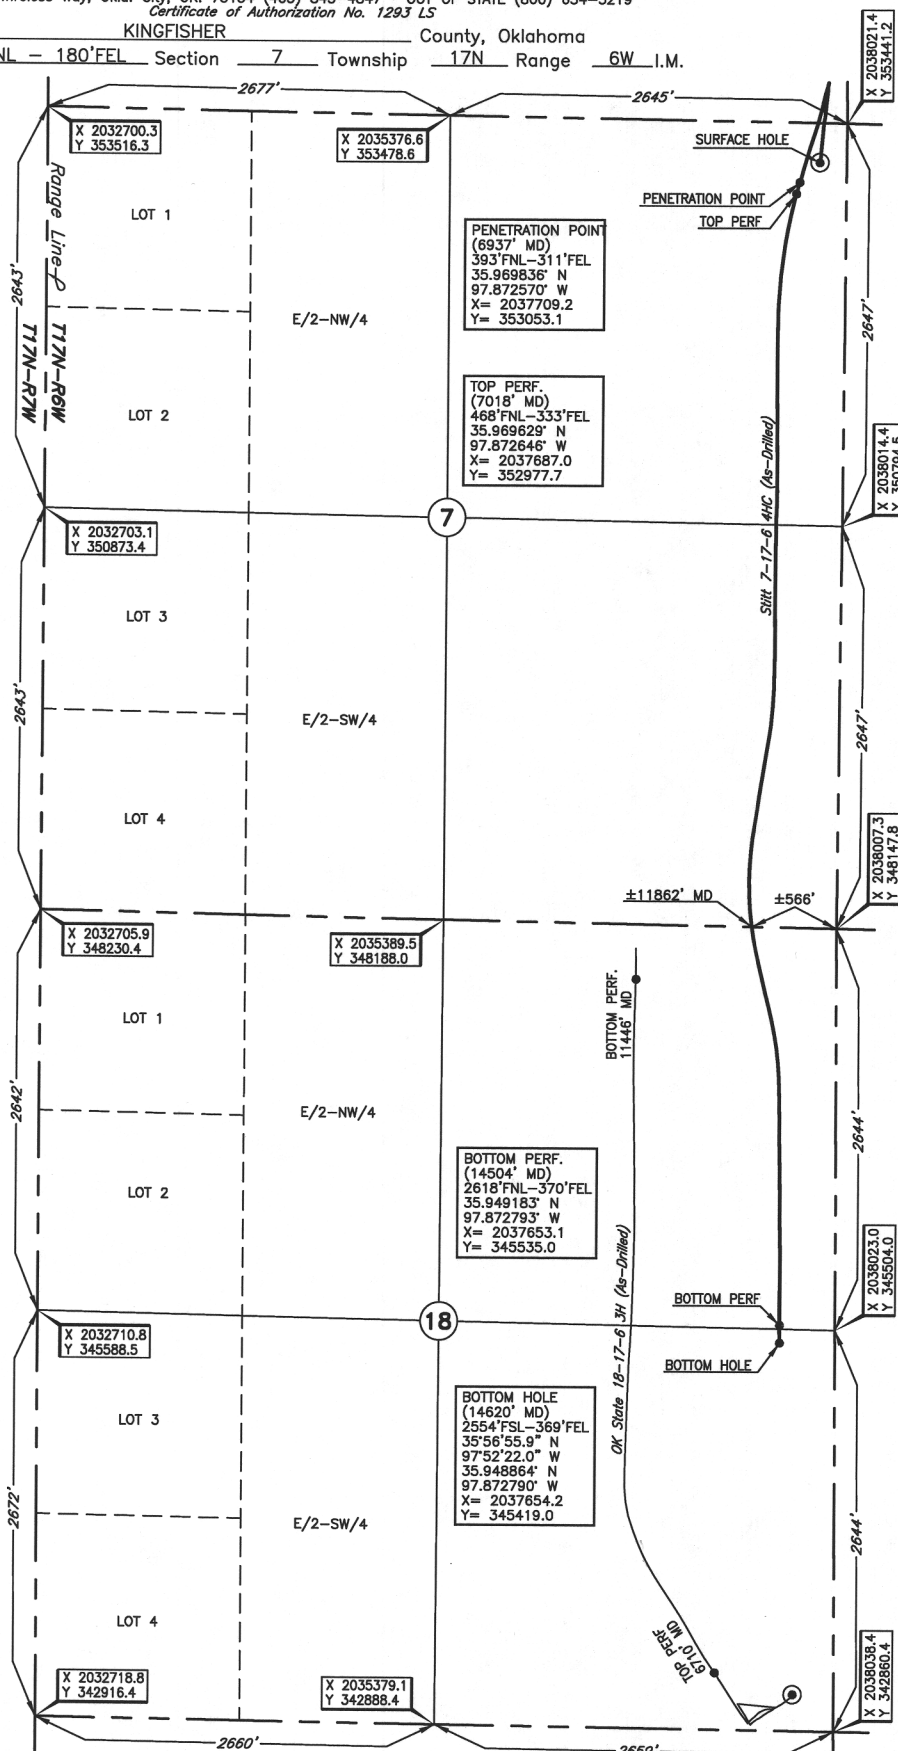 Certificate of Authorization No. 1293 LS
KINGFISHER County, Oklahoma
NL - 180'FEL Section 7 Township 17N Range 6W I.M.
2677'
2645'
X 2038021.4
Y 353441.2
X 2032700.3
Y 353516.3
X 2035376.6
Y 353478.6
SURFACE HOLE
PENETRATION POINT
TOP PERF
Range Line
LOT 1
2643'
T17N-R7W
T17N-R6W
E/2-NW/4
PENETRATION POINT
(6937' MD)
393'FNL-311'FEL
35.969836° N
97.872570° W
X= 2037709.2
Y= 353053.1
2647'
LOT 2
TOP PERF.
(7018' MD)
468'FNL-333'FEL
35.969629° N
97.872646° W
X= 2037687.0
Y= 352977.7
Stitt 7-17-6 4HC (As-Drilled)
X 2038014.4
7
X 2032703.1
Y 350873.4
LOT 3
2643'
E/2-SW/4
2647'
LOT 4
X 2038007.3
Y 348147.8
±11862' MD
±566'
X 2032705.9
Y 348230.4
X 2035389.5
Y 348188.0
BOTTOM PERF.
11446' MD
LOT 1
2642'
E/2-NW/4
2644'
LOT 2
BOTTOM PERF.
(14504' MD)
2618'FNL-370'FEL
35.949183° N
97.872793° W
X= 2037653.1
Y= 345535.0
OK State 18-17-6 3H (As-Drilled)
X 2038023.0
Y 345504.0
BOTTOM PERF
18
BOTTOM HOLE
X 2032710.8
Y 345588.5
LOT 3
BOTTOM HOLE
(14620' MD)
2554'FSL-369'FEL
35°56'55.9" N
97°52'22.0" W
35.948864° N
97.872790° W
X= 2037654.2
Y= 345419.0
2672'
E/2-SW/4
2644'
LOT 4
TOP PERF
6710' MD
X 2032718.8
Y 342916.4
X 2035379.1
Y 342888.4
X 2038038.4
Y 342860.4
2660'